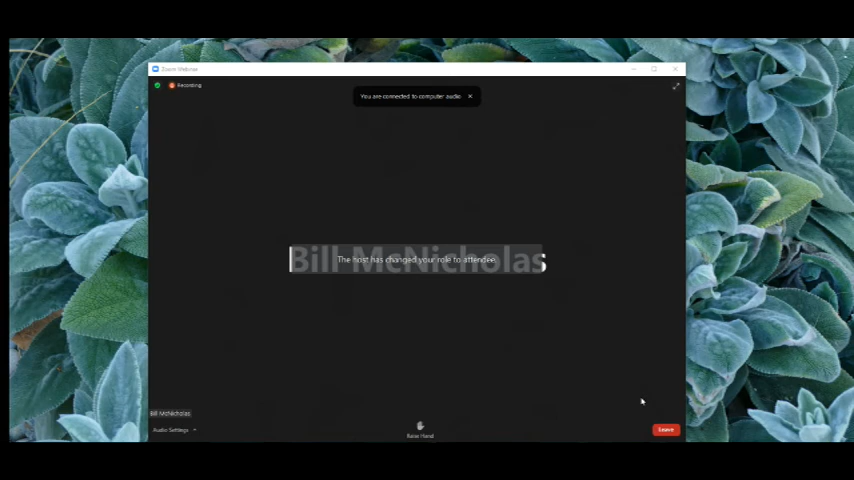 Zoom Webinar
Recording
You are connected to computer audio
Bill McNicholas
The host has changed your role to attendee
Bill McNicholas
Audio Settings
Raise Hand
Leave